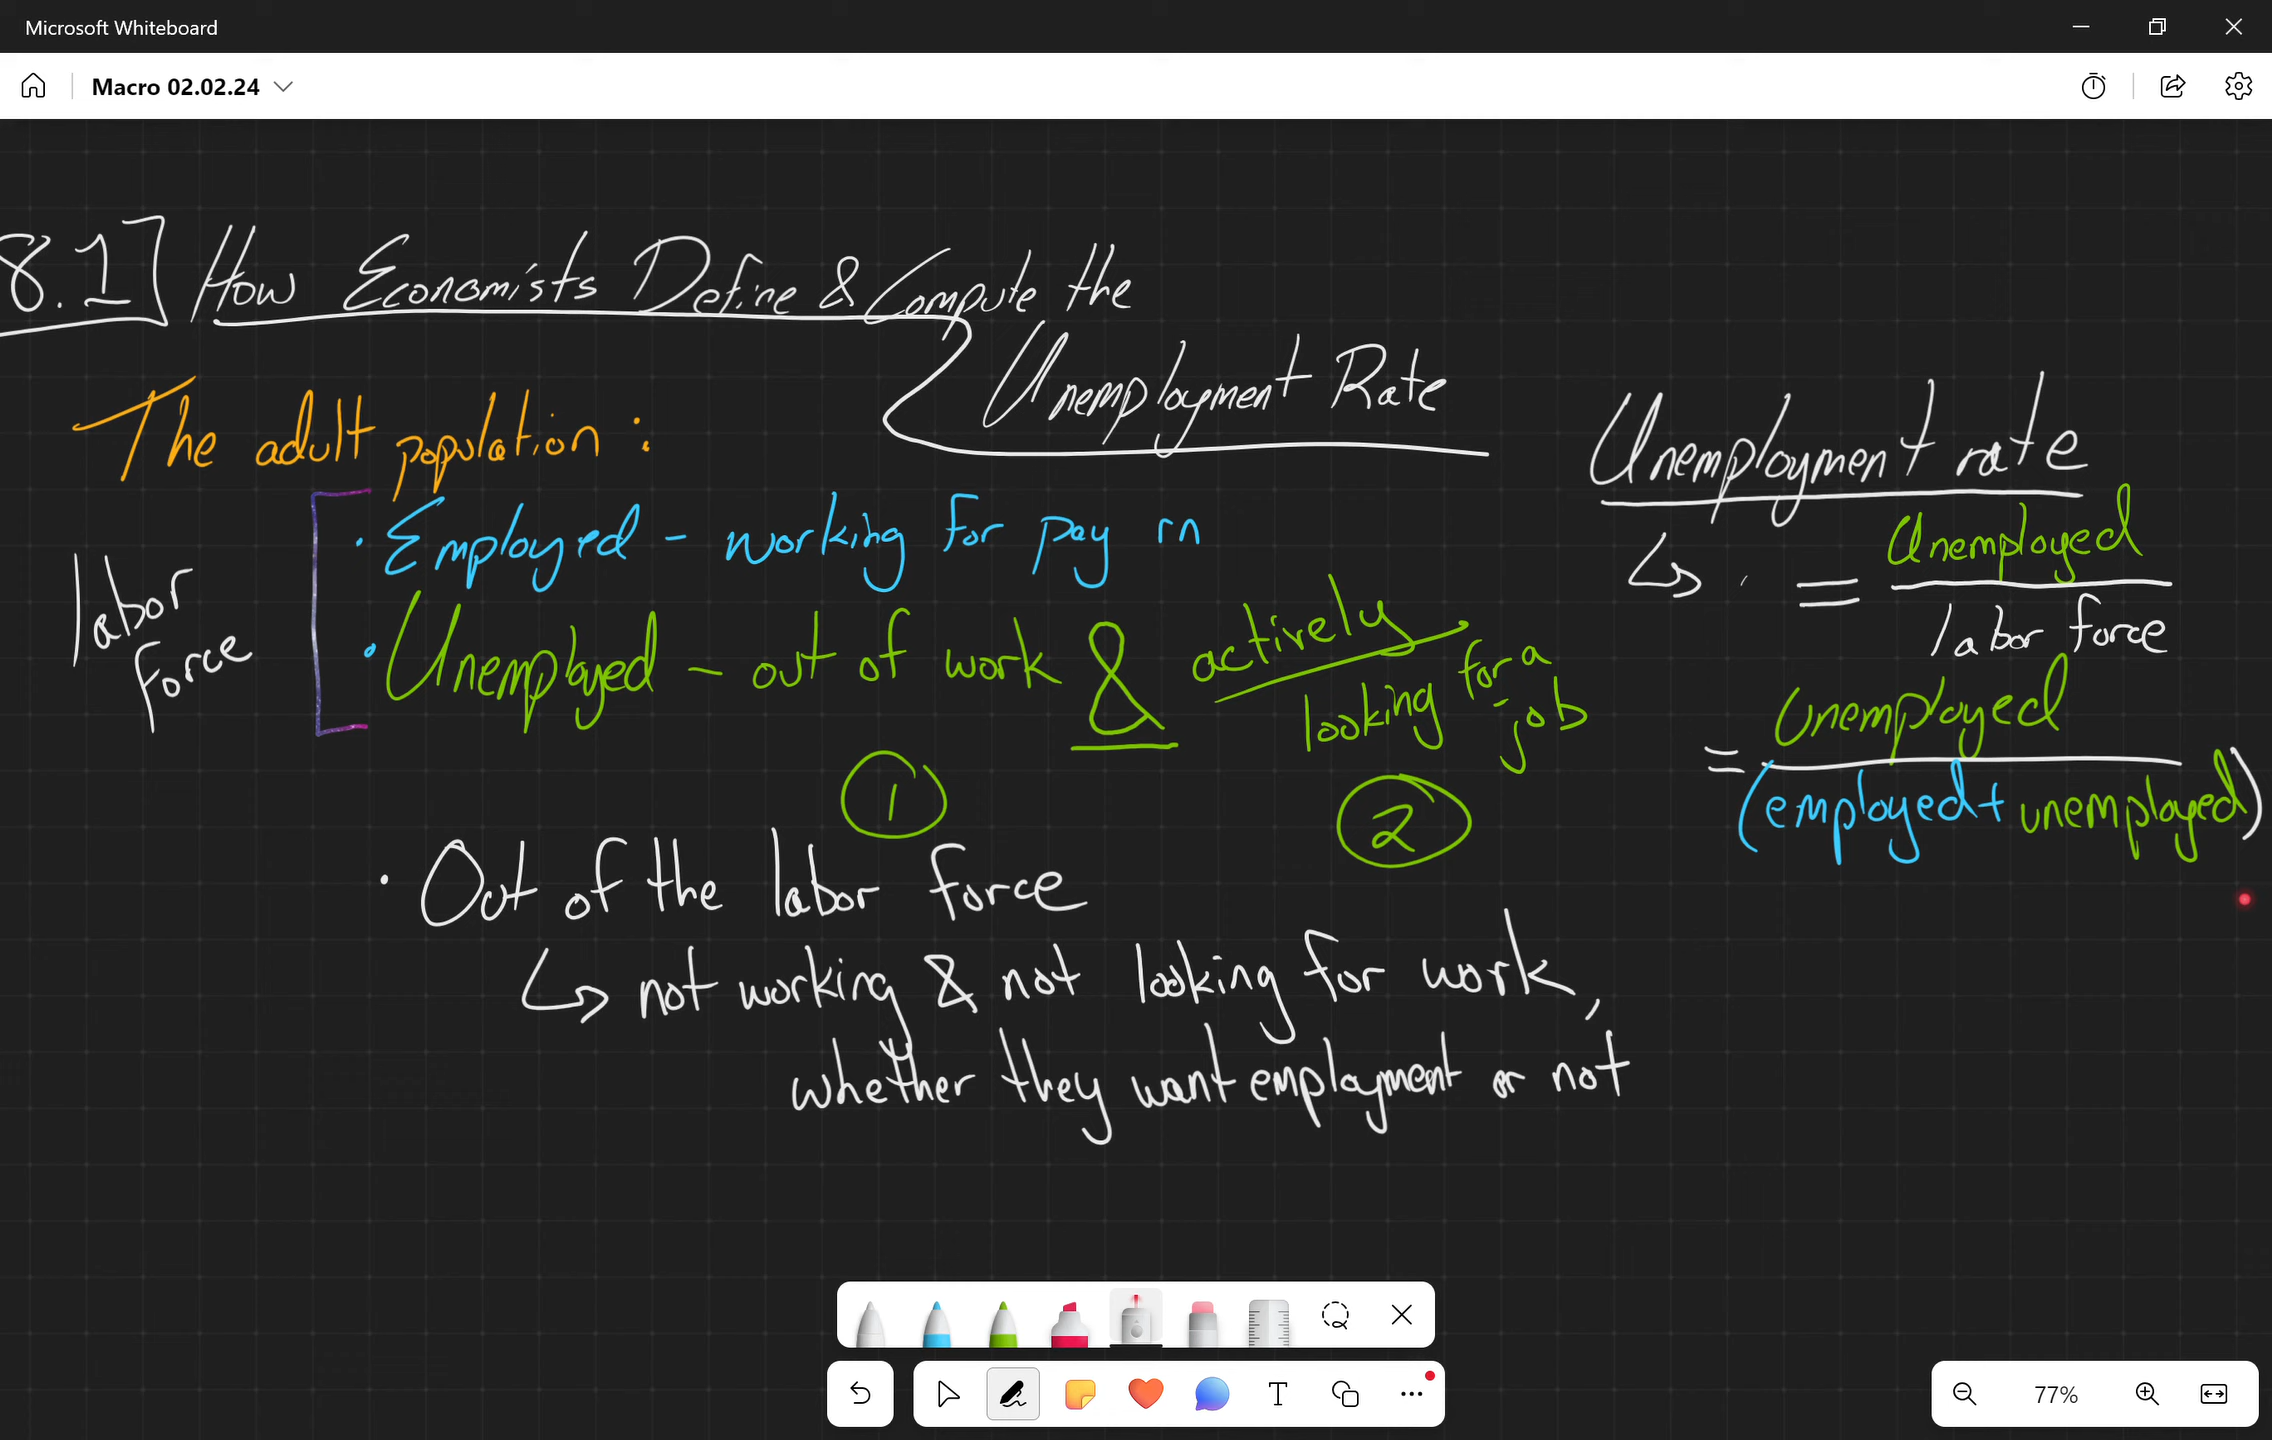 Microsoft Whiteboard
Macro 02.02.24
8.1] How Economists Define & Compute the
Unemployment Rate
The adult population:
labor
force
• Employed - working for pay rn
• Unemployed - out of work & actively
looking for a
job
1
2
• Out of the labor force
↳ not working & not looking for work,
whether they want employment or not
Unemployment rate
↳ = Unemployed
labor force
= Unemployed
(employed + unemployed)
T
77%